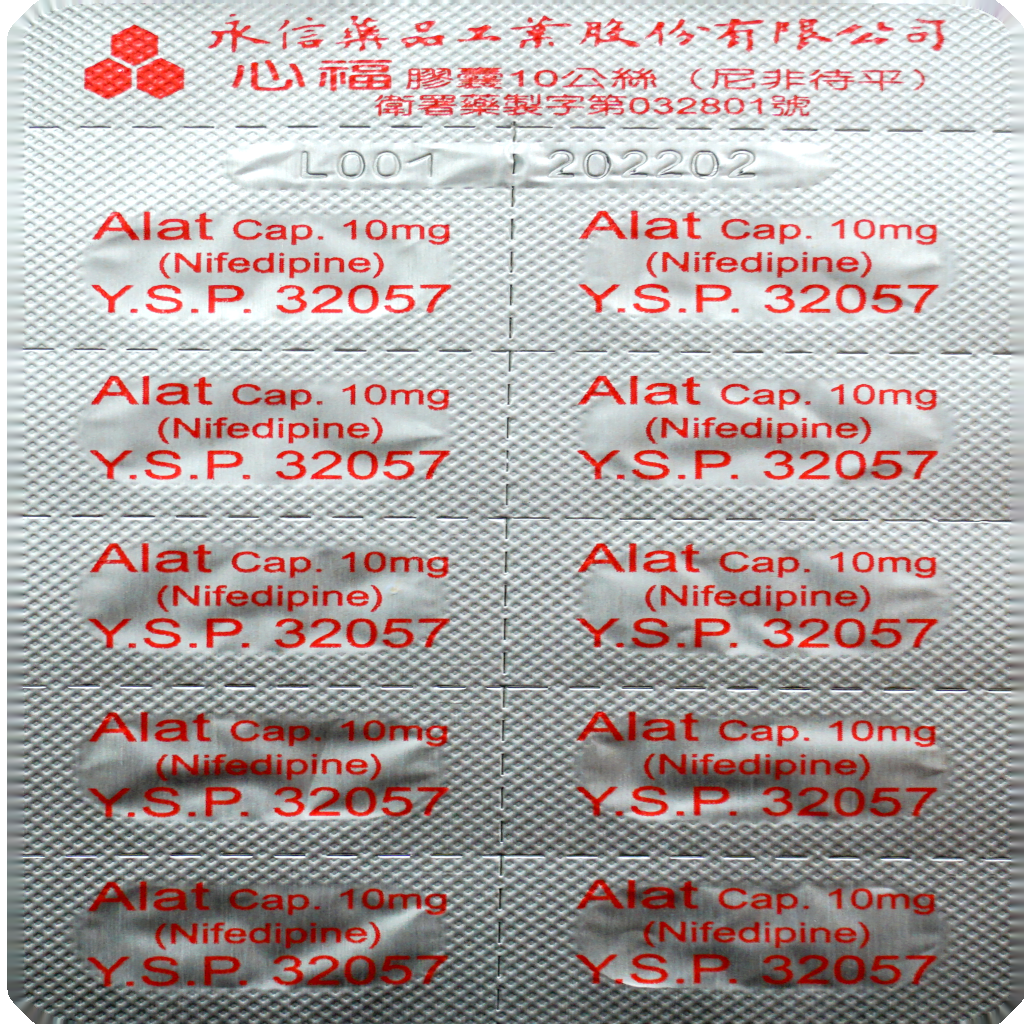 永信藥品工業股份有限公司
心福 膠囊10公絲（尼非待平）
衛署藥製字第032801號
L001 202202
Alat Cap. 10mg
(Nifedipine)
Y.S.P. 32057
Alat Cap. 10mg
(Nifedipine)
Y.S.P. 32057
Alat Cap. 10mg
(Nifedipine)
Y.S.P. 32057
Alat Cap. 10mg
(Nifedipine)
Y.S.P. 32057
Alat Cap. 10mg
(Nifedipine)
Y.S.P. 32057
Alat Cap. 10mg
(Nifedipine)
Y.S.P. 32057
Alat Cap. 10mg
(Nifedipine)
Y.S.P. 32057
Alat Cap. 10mg
(Nifedipine)
Y.S.P. 32057
Alat Cap. 10mg
(Nifedipine)
Y.S.P. 32057
Alat Cap. 10mg
(Nifedipine)
Y.S.P. 32057